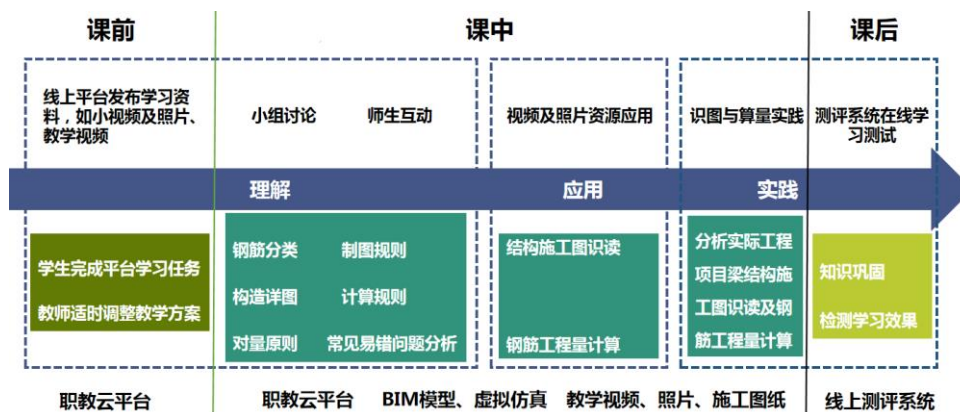 课前
课中
课后
线上平台发布学习资
料，如小视频及照片、
教学视频
小组讨论 师生互动
视频及照片资源应用
识图与算量实践
测评系统在线学
习测试
理解 应用 实践
学生完成平台学习任务
教师适时调整教学方案
钢筋分类 制图规则
构造详图 计算规则
对量原则 常见易错问题分析
结构施工图识读
钢筋工程量计算
分析实际工程
项目梁结构施
工图识读及钢
筋工程量计算
知识巩固
检测学习效果
职教云平台
职教云平台 BIM模型、虚拟仿真 教学视频、照片、施工图纸
线上测评系统